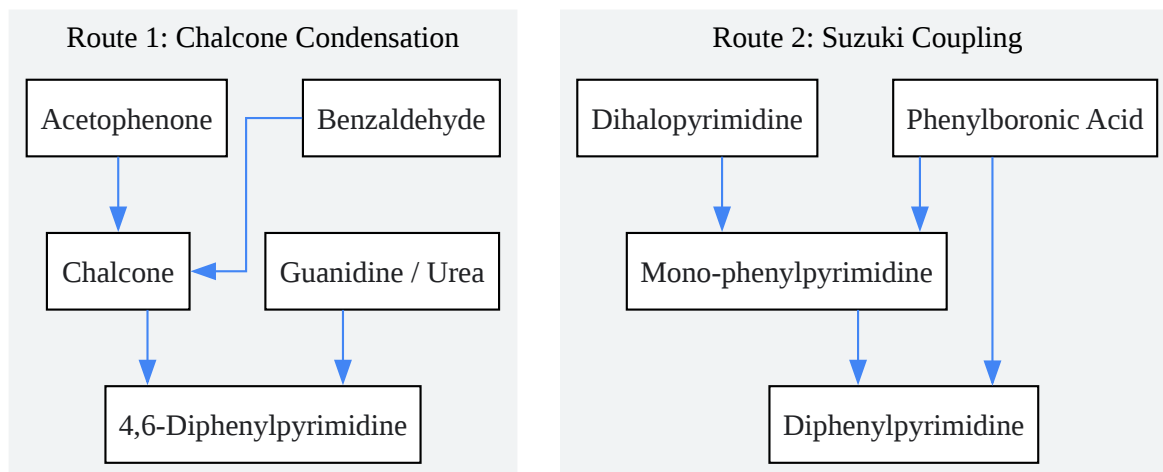 Route 1: Chalcone Condensation
Acetophenone
Benzaldehyde
Chalcone
Guanidine / Urea
4,6-Diphenylpyrimidine
Route 2: Suzuki Coupling
Dihalopyrimidine
Phenylboronic Acid
Mono-phenylpyrimidine
Diphenylpyrimidine